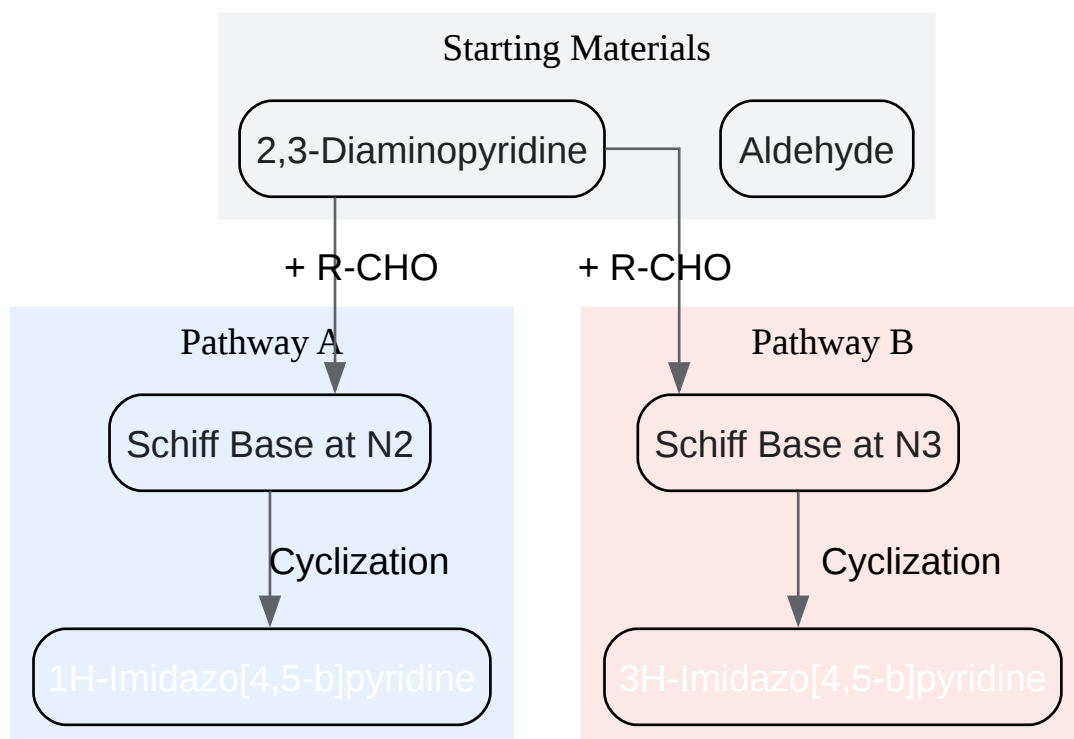 Starting Materials
2,3-Diaminopyridine
Aldehyde
+ R-CHO
+ R-CHO
Pathway A
Pathway B
Schiff Base at N2
Schiff Base at N3
Cyclization
Cyclization
1H-Imidazo[4,5-b]pyridine
3H-Imidazo[4,5-b]pyridine